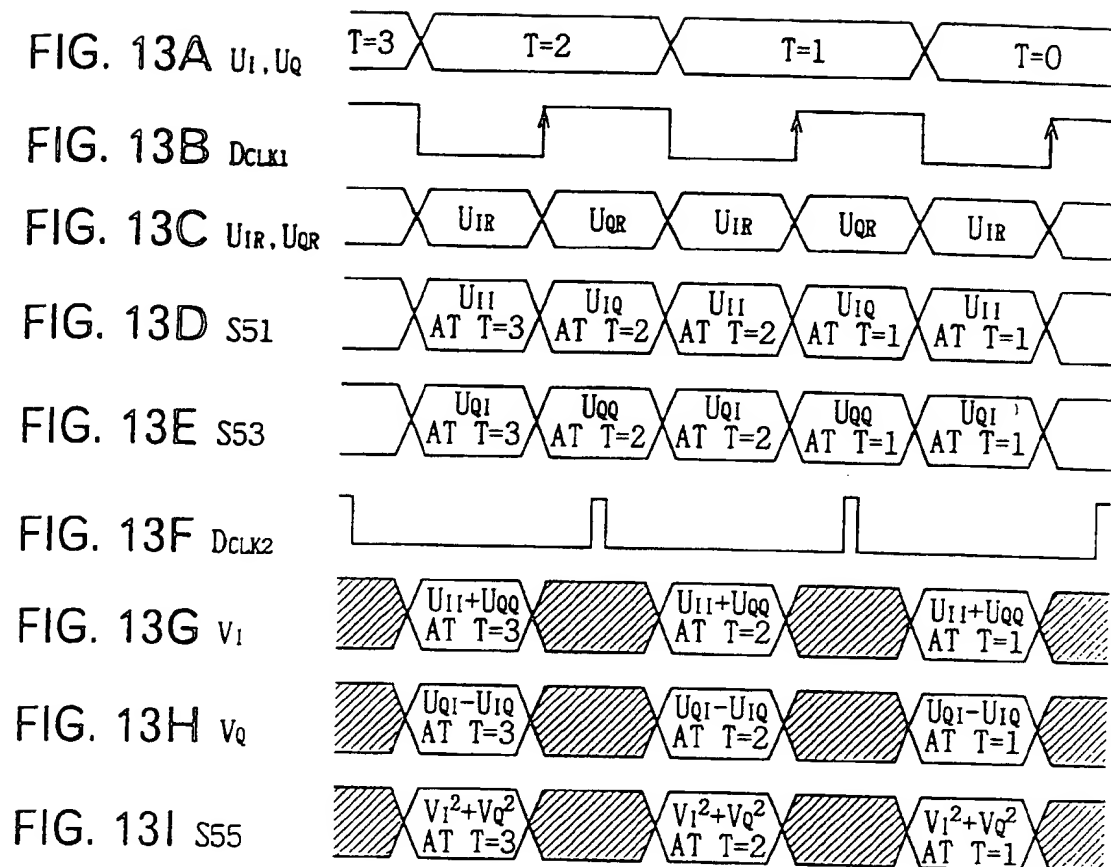 FIG. 13A UI, UQ T=3 T=2 T=1 T=0
FIG. 13B DCLK1
FIG. 13C UIR, UQR UIR UQR UIR UQR UIR
FIG. 13D S51 UII UIQ UII UIQ UII
AT T=3 AT T=2 AT T=2 AT T=1 AT T=1
FIG. 13E S53 UQI UQQ UQI UQQ UQI
AT T=3 AT T=2 AT T=2 AT T=1 AT T=1
FIG. 13F DCLK2
FIG. 13G VI UII+UQQ UII+UQQ UII+UQQ
AT T=3 AT T=2 AT T=1
FIG. 13H VQ UQI-UIQ UQI-UIQ UQI-UIQ
AT T=3 AT T=2 AT T=1
FIG. 13I S55 VI²+VQ² VI²+VQ² VI²+VQ²
AT T=3 AT T=2 AT T=1